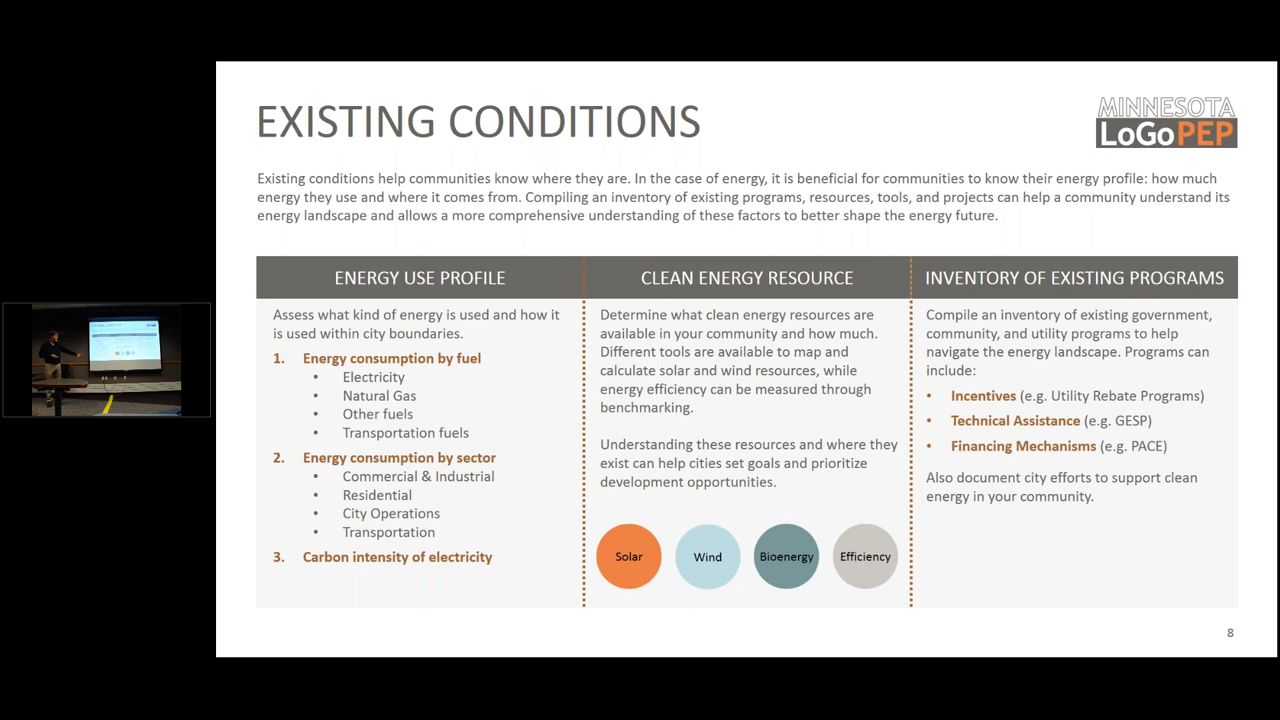 EXISTING CONDITIONS
MINNESOTA
LoGoPEP
Existing conditions help communities know where they are. In the case of energy, it is beneficial for communities to know their energy profile: how much
energy they use and where it comes from. Compiling an inventory of existing programs, resources, tools, and projects can help a community understand its
energy landscape and allows a more comprehensive understanding of these factors to better shape the energy future.
ENERGY USE PROFILE
Assess what kind of energy is used and how it
is used within city boundaries.
1. Energy consumption by fuel
• Electricity
• Natural Gas
• Other fuels
• Transportation fuels
2. Energy consumption by sector
• Commercial & Industrial
• Residential
• City Operations
• Transportation
3. Carbon intensity of electricity
CLEAN ENERGY RESOURCE
Determine what clean energy resources are
available in your community and how much.
Different tools are available to map and
calculate solar and wind resources, while
energy efficiency can be measured through
benchmarking.
Understanding these resources and where they
exist can help cities set goals and prioritize
development opportunities.
Solar
Wind
Bioenergy
Efficiency
INVENTORY OF EXISTING PROGRAMS
Compile an inventory of existing government,
community, and utility programs to help
navigate the energy landscape. Programs can
include:
• Incentives (e.g. Utility Rebate Programs)
• Technical Assistance (e.g. GESP)
• Financing Mechanisms (e.g. PACE)
Also document city efforts to support clean
energy in your community.
8